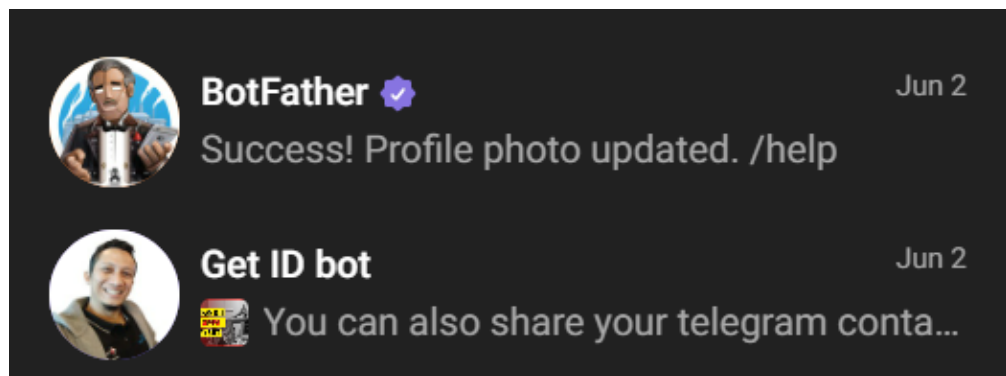 BotFather
Jun 2
Success! Profile photo updated. /help
Get ID bot
Jun 2
You can also share your telegram conta…